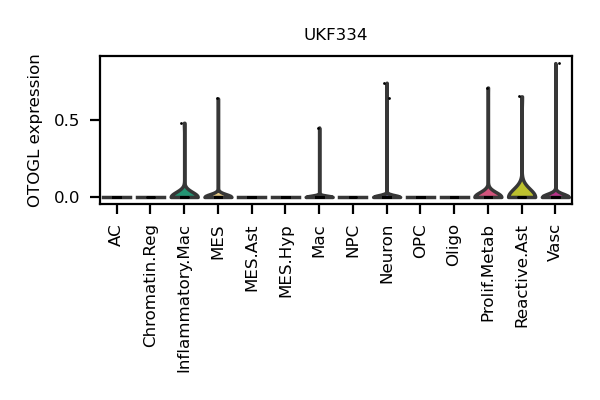 UKF334
OTOGL expression
0.5
0.0
AC
Chromatin.Reg
Inflammatory.Mac
MES
MES.Ast
MES.Hyp
Mac
NPC
Neuron
OPC
Oligo
Prolif.Metab
Reactive.Ast
Vasc